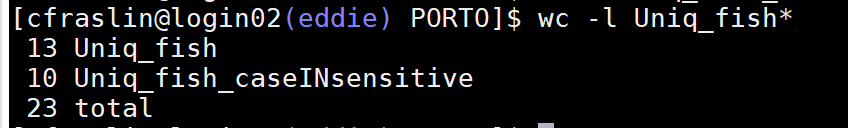 [cfraslin@login02(eddie) PORTO]$ wc -l Uniq_fish*
13 Uniq_fish
10 Uniq_fish_caseINsensitive
23 total